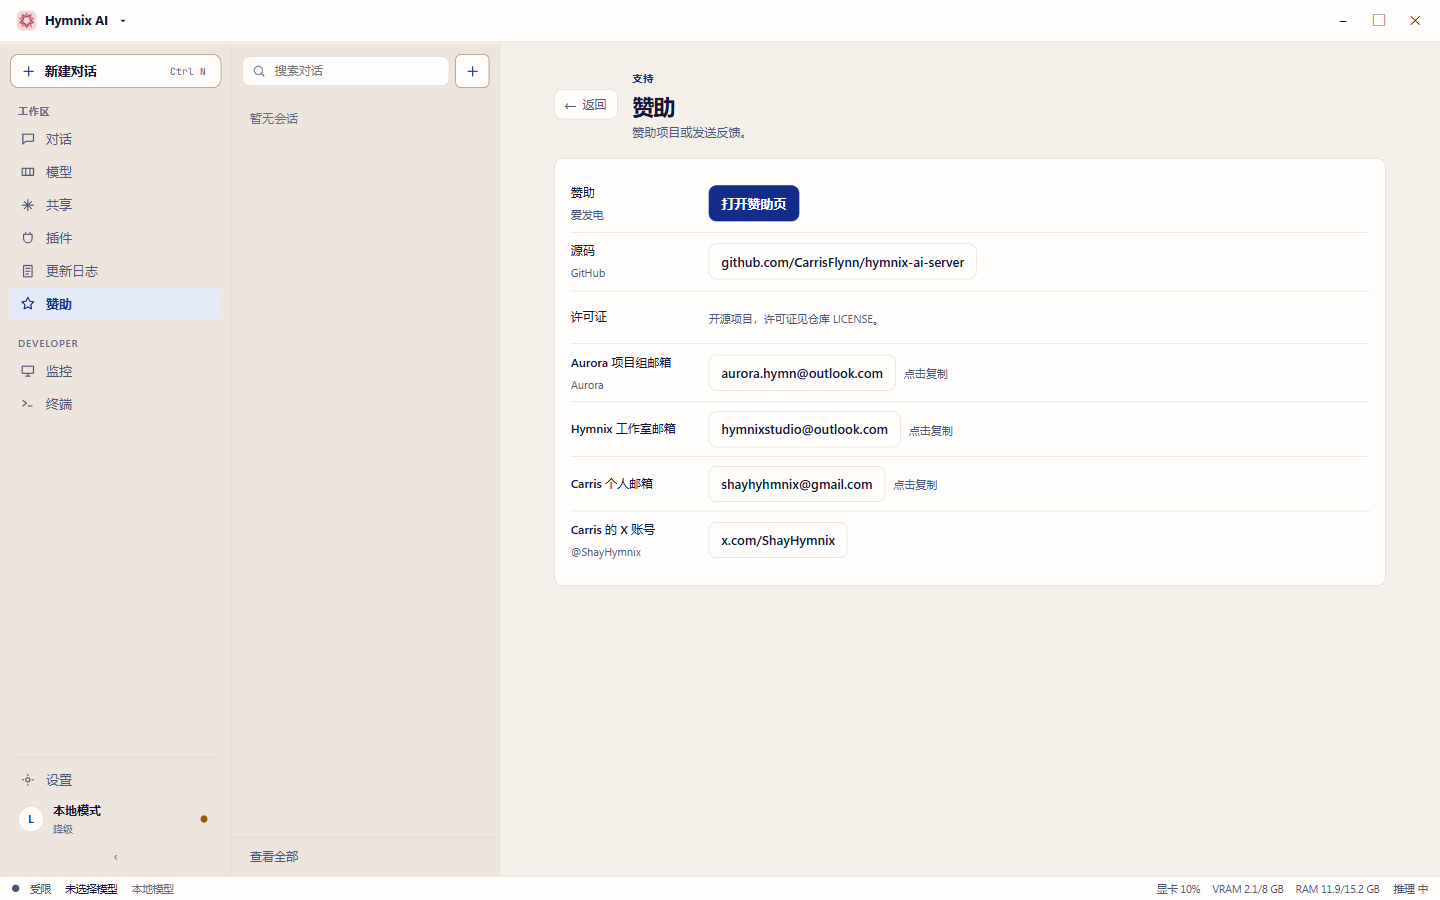 Hymnix AI
新建对话 Ctrl N
工作区
对话
模型
共享
插件
更新日志
赞助
DEVELOPER
监控
终端
设置
L
本地模式
降级
搜索对话
暂无会话
查看全部
← 返回
支持
赞助
赞助项目或发送反馈。
赞助
爱发电
打开赞助页
源码
GitHub
github.com/CarrisFlynn/hymnix-ai-server
许可证
开源项目，许可证见仓库 LICENSE。
Aurora 项目组邮箱
Aurora
aurora.hymn@outlook.com 点击复制
Hymnix 工作室邮箱
hymnixstudio@outlook.com 点击复制
Carris 个人邮箱
shayhyhmnix@gmail.com 点击复制
Carris 的 X 账号
@ShayHymnix
x.com/ShayHymnix
受限 未选择模型 本地模型
显卡 10% VRAM 2.1/8 GB RAM 11.9/15.2 GB 推理 中